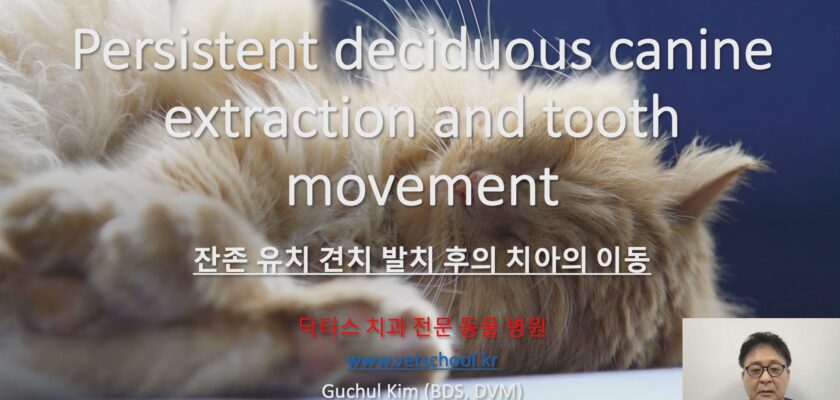 Persistent deciduous canine
extraction and tooth
movement
잔존 유치 견치 발치 후의 치아의 이동
닥터스 치과 전문 동물 병원
www.vetschool.kr
Guchul Kim (BDS, DVM)